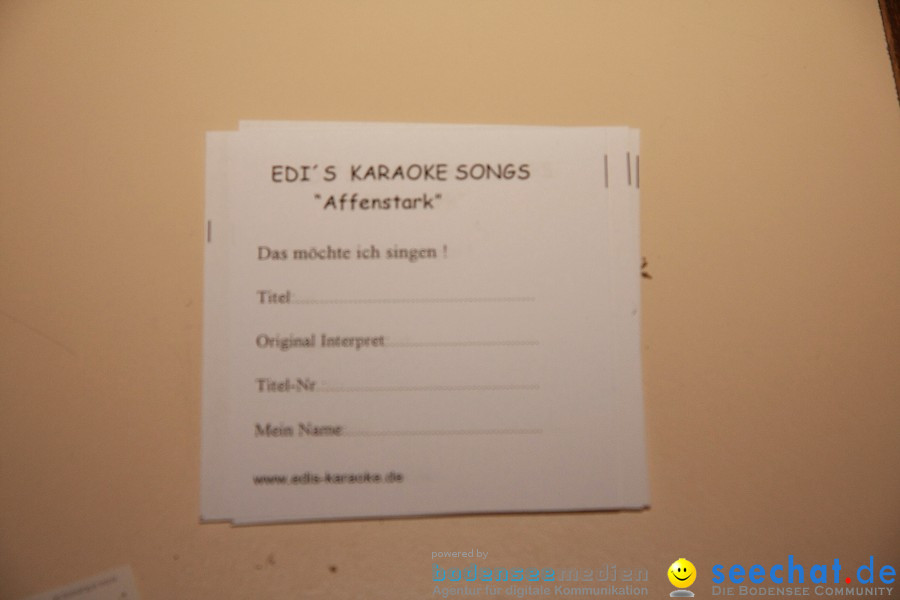 EDI´S KARAOKE SONGS
"Affenstark"
Das möchte ich singen !
Titel:
Original Interpret:
Titel-Nr.
Mein Name:
www.edis-karaoke.de
powered by
bodenseemedien
Agentur für digitale Kommunikation
seechat.de
Die Bodensee Community